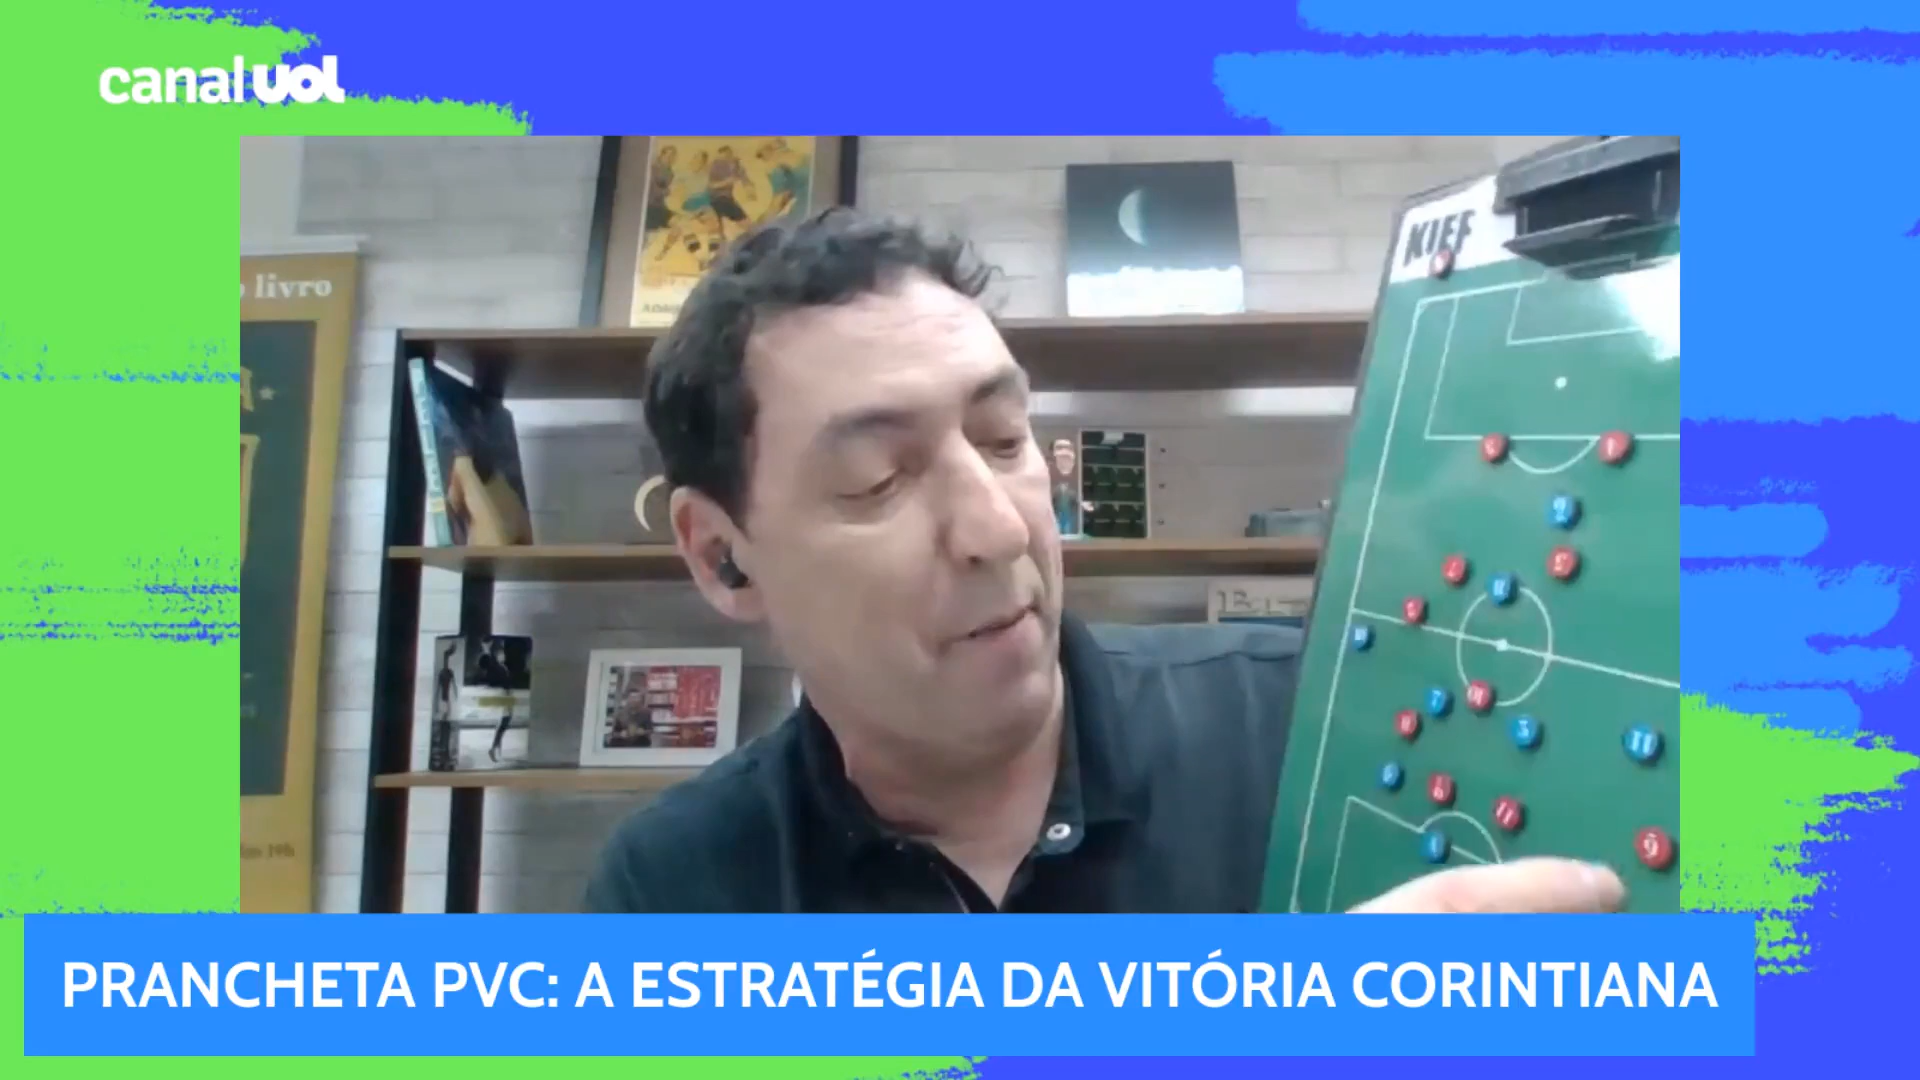 canal uol
livro
KIEF
PRANCHETA PVC: A ESTRATÉGIA DA VITÓRIA CORINTIANA